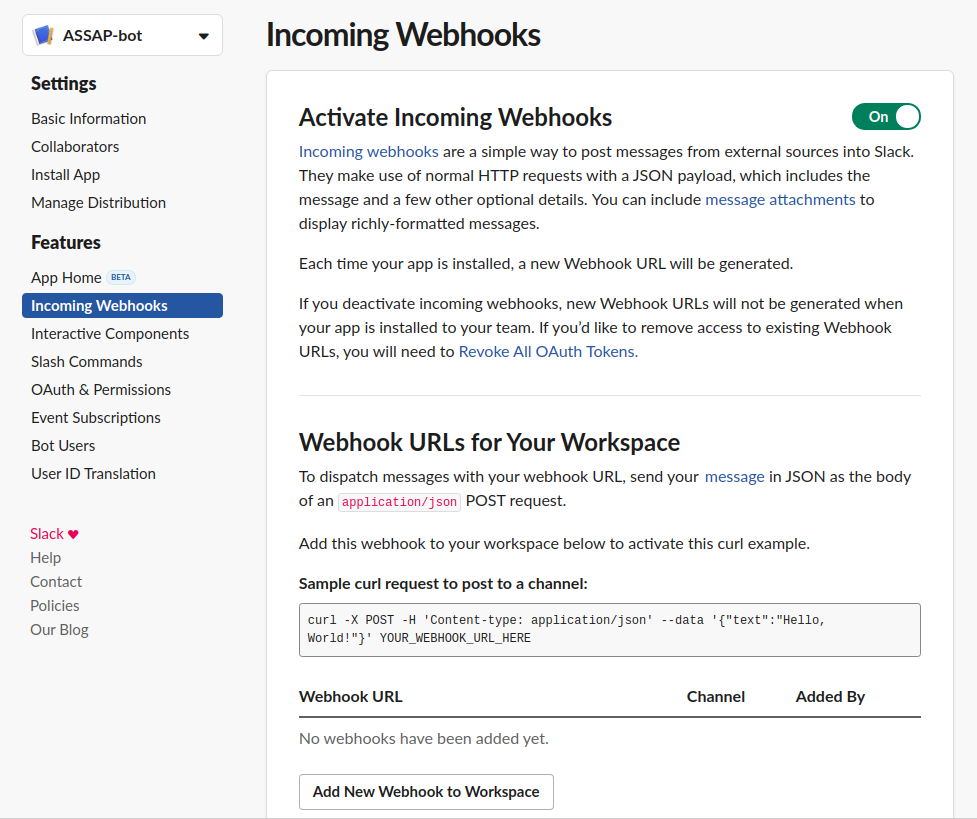 ASSAP-bot
Settings
Basic Information
Collaborators
Install App
Manage Distribution
Features
App Home BETA
Incoming Webhooks
Interactive Components
Slash Commands
OAuth & Permissions
Event Subscriptions
Bot Users
User ID Translation
Slack
Help
Contact
Policies
Our Blog
Incoming Webhooks
Activate Incoming Webhooks
On
Incoming webhooks are a simple way to post messages from external sources into Slack.
They make use of normal HTTP requests with a JSON payload, which includes the
message and a few other optional details. You can include message attachments to
display richly-formatted messages.
Each time your app is installed, a new Webhook URL will be generated.
If you deactivate incoming webhooks, new Webhook URLs will not be generated when
your app is installed to your team. If you’d like to remove access to existing Webhook
URLs, you will need to Revoke All OAuth Tokens.
Webhook URLs for Your Workspace
To dispatch messages with your webhook URL, send your message in JSON as the body
of an application/json POST request.
Add this webhook to your workspace below to activate this curl example.
Sample curl request to post to a channel:
curl -X POST -H 'Content-type: application/json' --data '{"text":"Hello,
World!"}' YOUR_WEBHOOK_URL_HERE
Webhook URL Channel Added By
No webhooks have been added yet.
Add New Webhook to Workspace